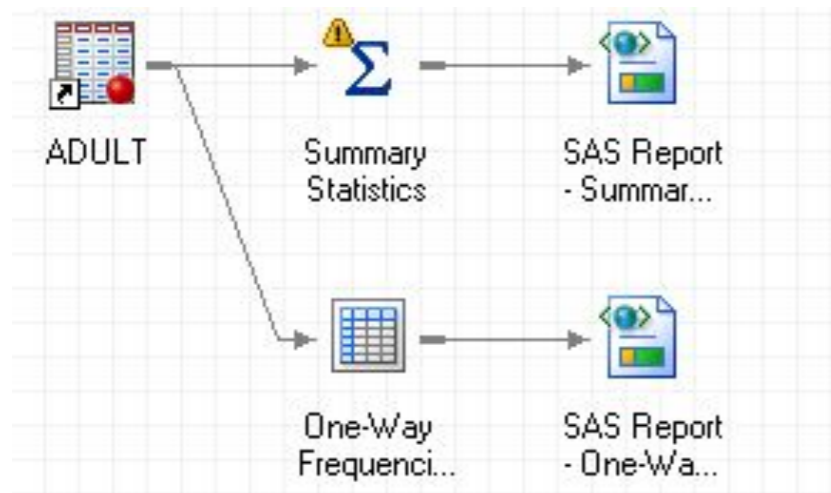 ADULT
Summary
Statistics
SAS Report
- Summar...
One-Way
Frequenci...
SAS Report
- One-Wa...